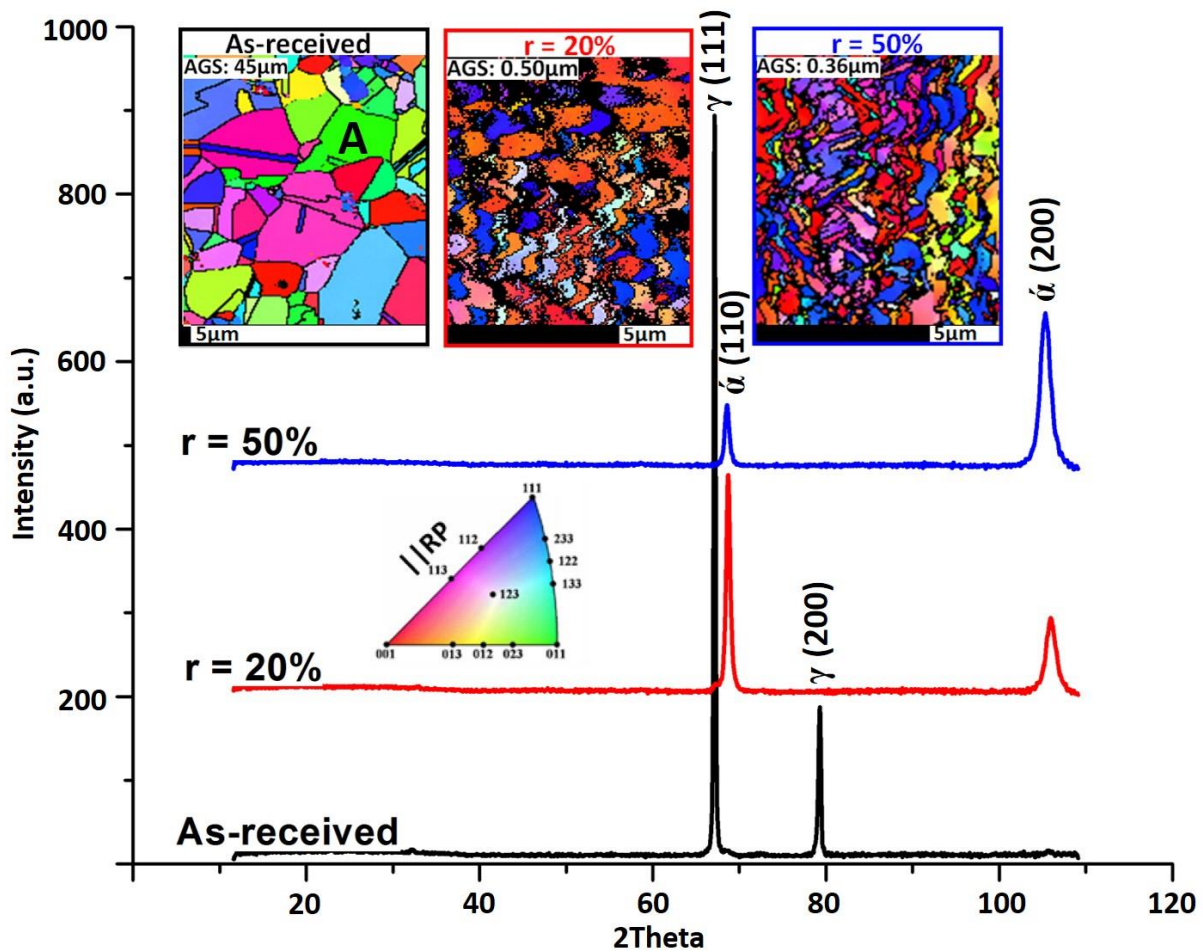 1000
800
600
400
200
Intensity (a.u.)
As-received
AGS: 45µm
A
5µm
r = 20%
AGS: 0.50µm
5µm
r = 50%
AGS: 0.36µm
5µm
γ (111)
ά (110)
γ (200)
ά (200)
r = 50%
||RP
111
112
113
233
122
133
123
001
013
012
023
011
r = 20%
As-received
20
40
60
80
100
120
2Theta